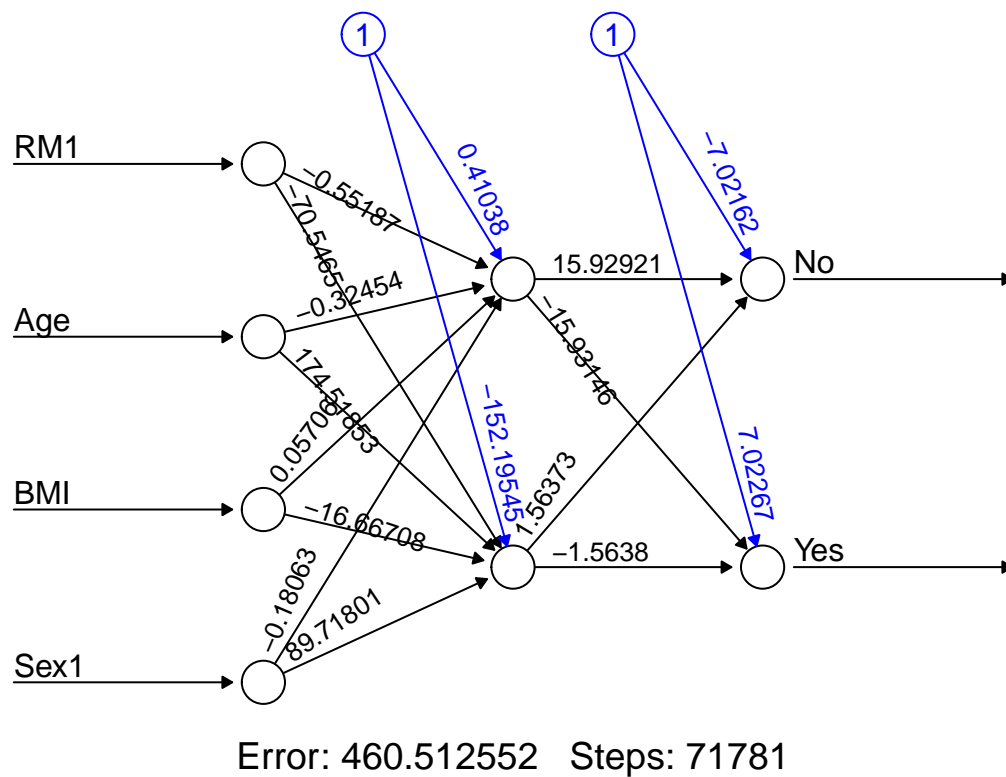 1
1
RM1
Age
BMI
Sex1
−0.55187
−70.5465
−0.32454
174.51853
0.05706
−16.66708
−0.18063
89.71801
0.41038
−152.19545
15.92921
−15.93146
1.56373
−1.5638
−7.02162
7.02267
No
Yes
Error: 460.512552 Steps: 71781